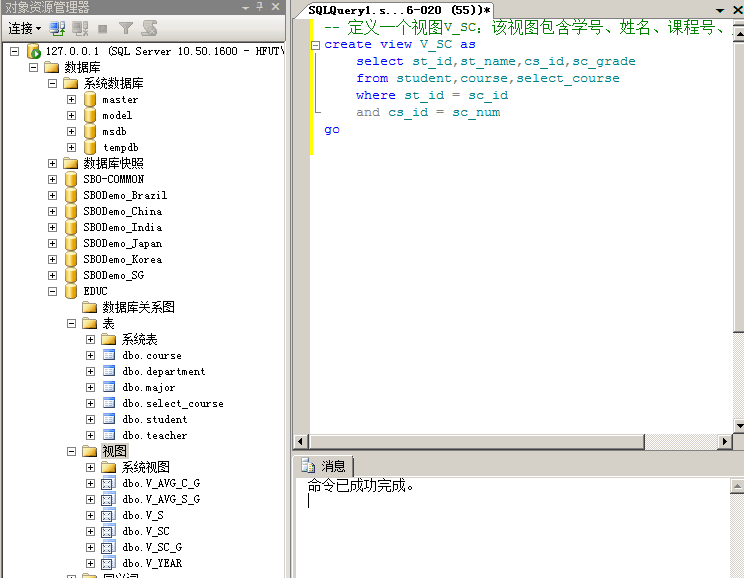 对象资源管理器
连接
127.0.0.1 (SQL Server 10.50.1600 - HFUT\
数据库
系统数据库
master
model
msdb
tempdb
数据库快照
SBO-COMMON
SBODemo_Brazil
SBODemo_China
SBODemo_India
SBODemo_Japan
SBODemo_Korea
SBODemo_SG
EDUC
数据库关系图
表
系统表
dbo.course
dbo.department
dbo.major
dbo.select_course
dbo.student
dbo.teacher
视图
系统视图
dbo.V_AVG_C_G
dbo.V_AVG_S_G
dbo.V_S
dbo.V_SC
dbo.V_SC_G
dbo.V_YEAR
同义词
SQLQuery1.s...6-020 (55))*
-- 定义一个视图V_SC：该视图包含学号、姓名、课程号、
create view V_SC as
select st_id,st_name,cs_id,sc_grade
from student,course,select_course
where st_id = sc_id
and cs_id = sc_num
go
消息
命令已成功完成。